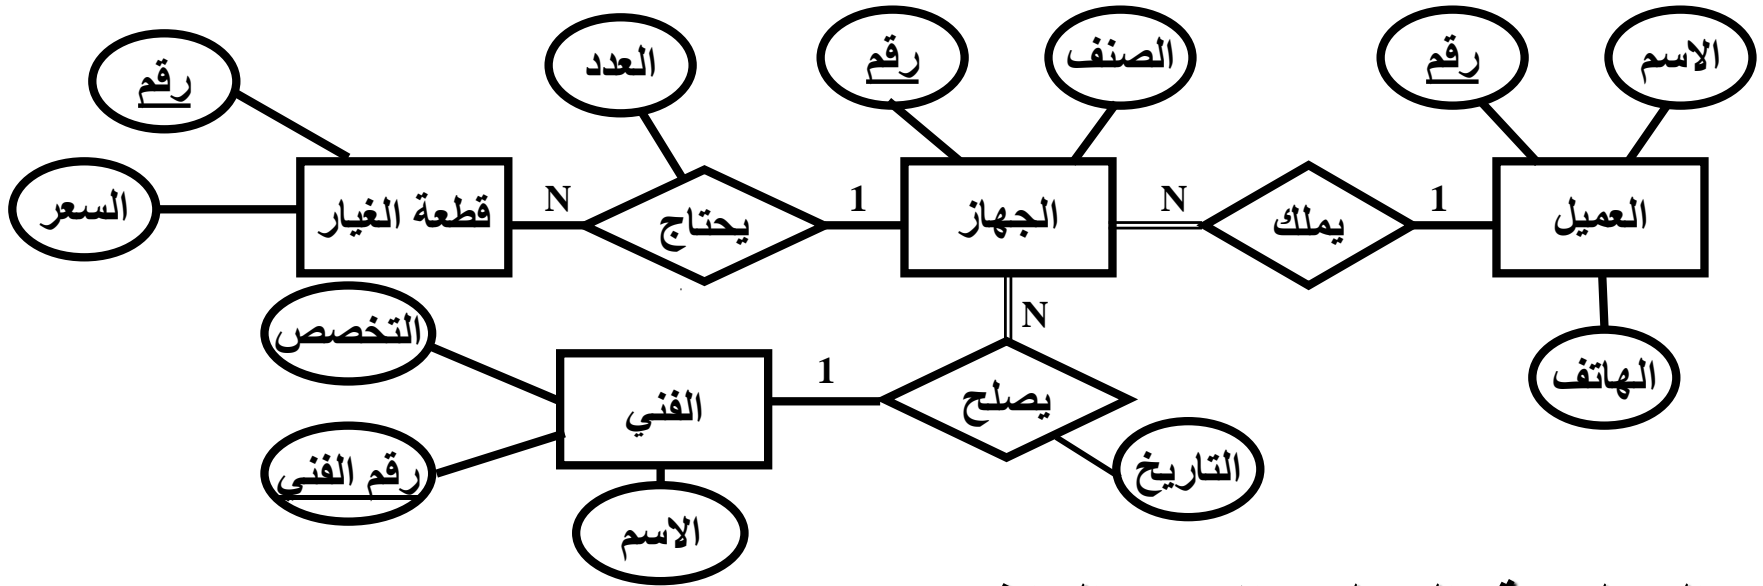 الاسم
رقم
الصنف
رقم
العدد
رقم
العميل
1
يملك
N
الجهاز
1
يحتاج
N
قطعة الغيار
السعر
الهاتف
N
يصلح
التاريخ
1
الفني
التخصص
رقم الفني
الاسم